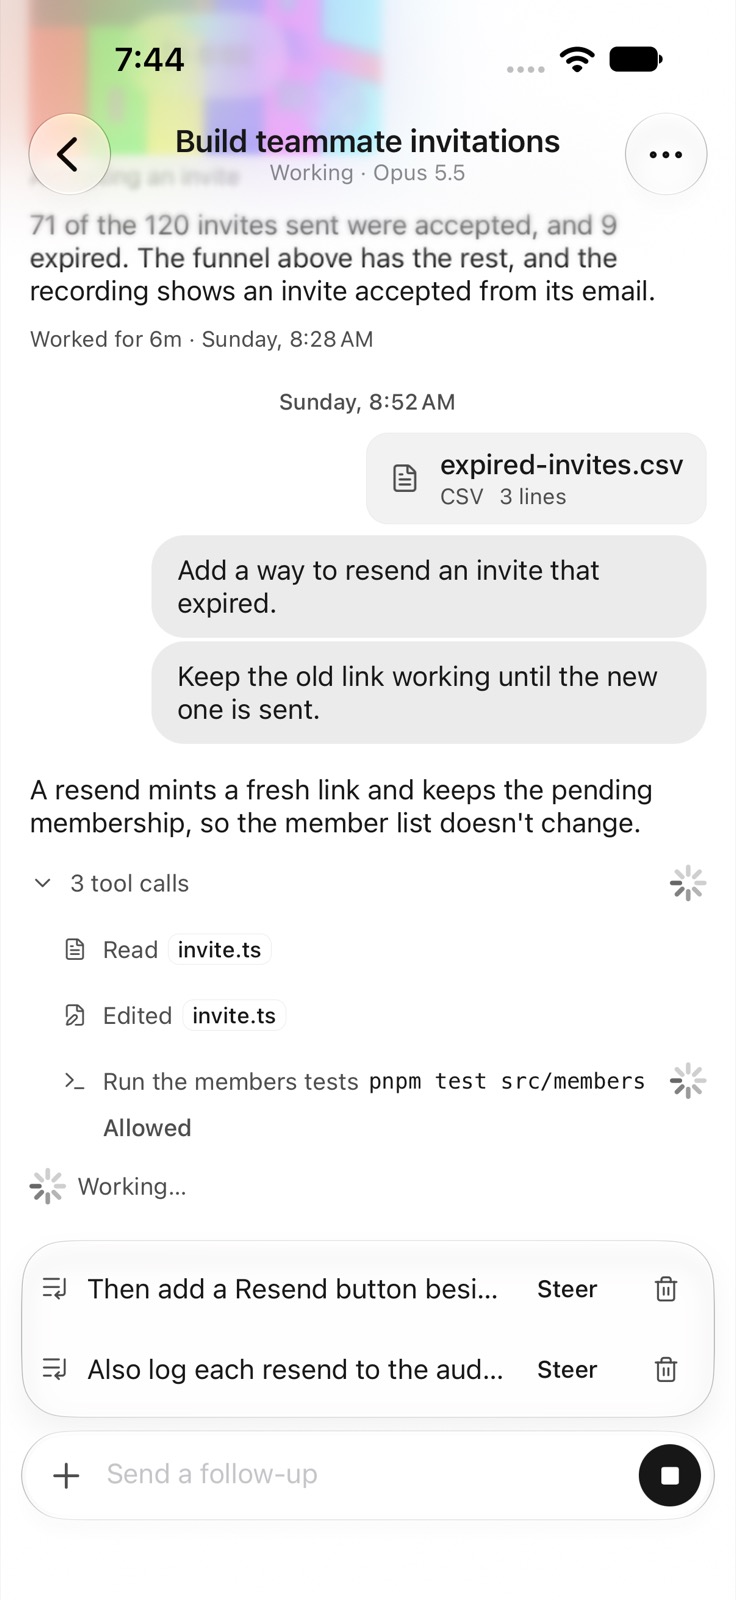 7:44
Build teammate invitations
Working · Opus 5.5
an invite
71 of the 120 invites sent were accepted, and 9
expired. The funnel above has the rest, and the
recording shows an invite accepted from its email.
Worked for 6m · Sunday, 8:28 AM
Sunday, 8:52 AM
expired-invites.csv
CSV 3 lines
Add a way to resend an invite that
expired.
Keep the old link working until the new
one is sent.
A resend mints a fresh link and keeps the pending
membership, so the member list doesn't change.
3 tool calls
Read invite.ts
Edited invite.ts
Run the members tests pnpm test src/members
Allowed
Working...
Then add a Resend button besi... Steer
Also log each resend to the aud... Steer
Send a follow-up